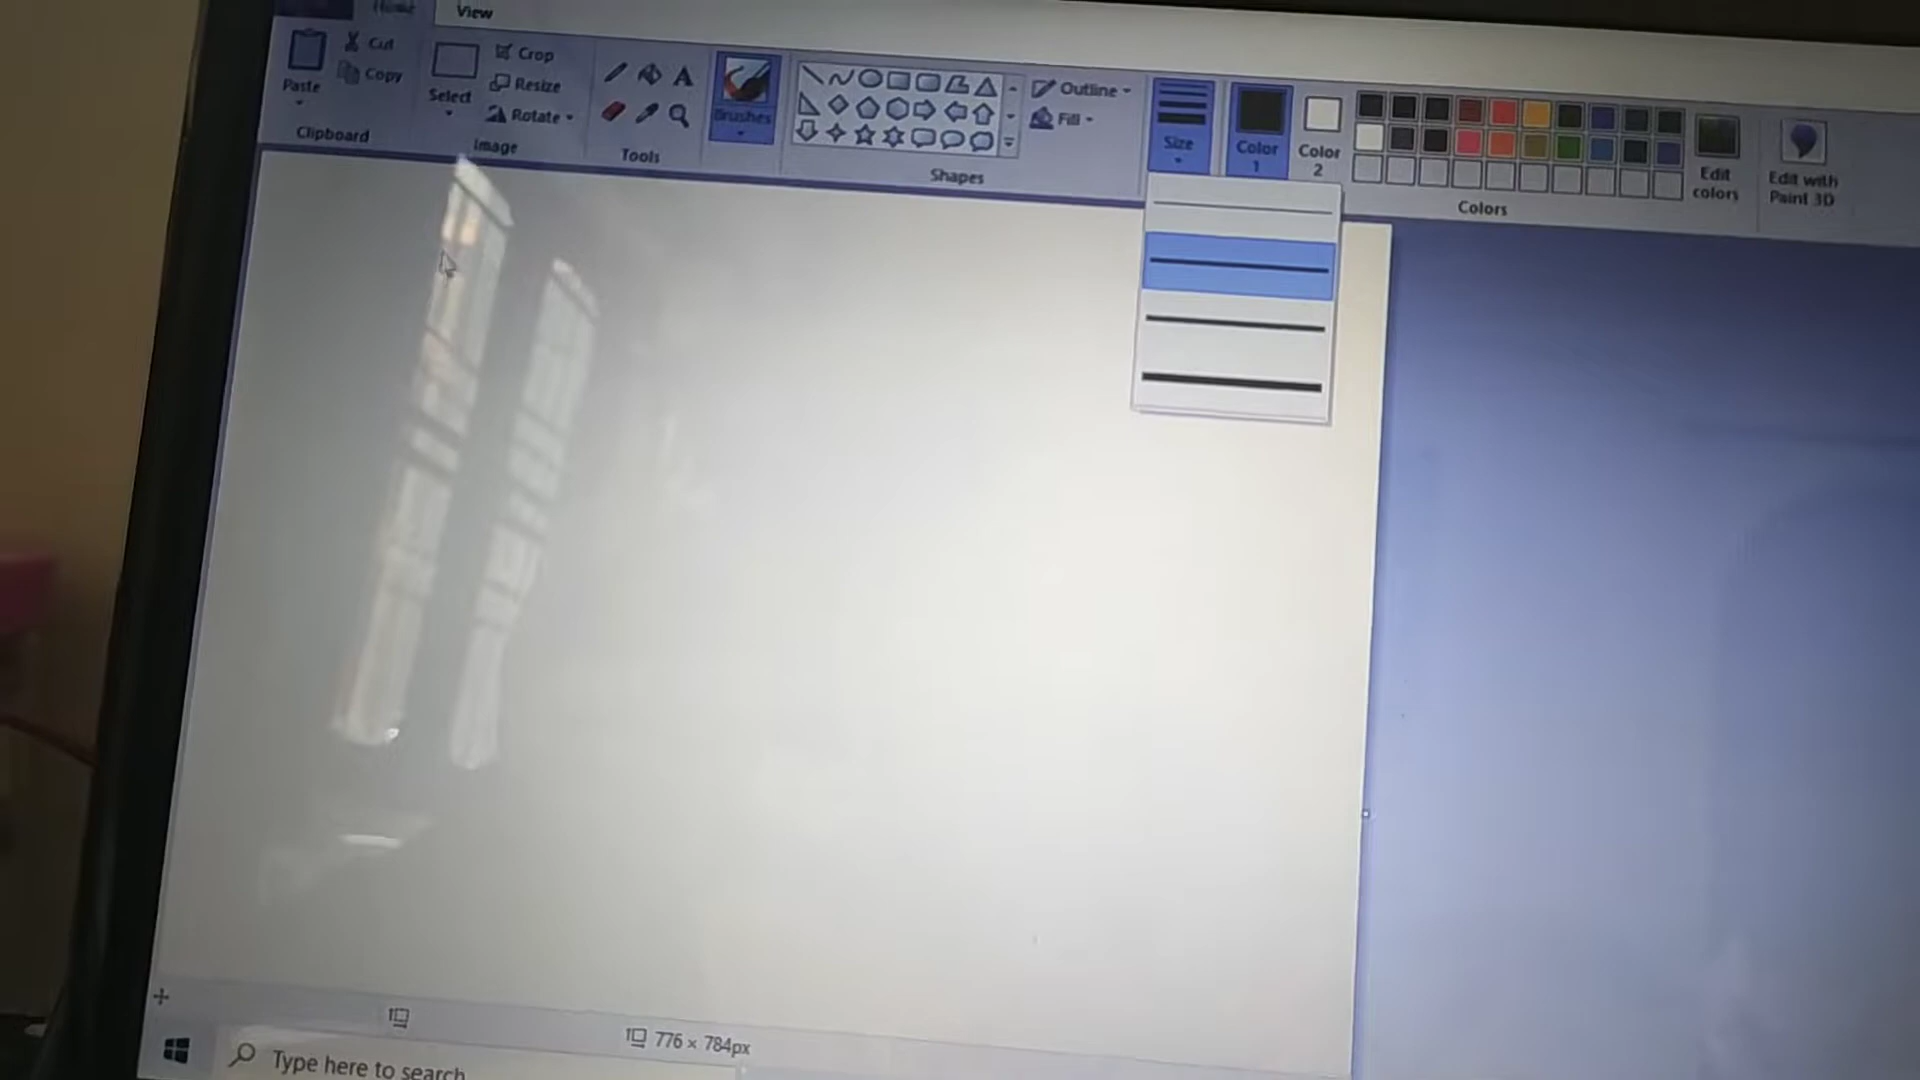 Home
View
Cut
Copy
Paste
Clipboard
Select
Crop
Resize
Rotate
Image
A
Tools
Brushes
Shapes
Outline
Fill
Size
Color
1
Color
2
Colors
Edit
colors
Edit with
Paint 3D
776 × 784px
Type here to search